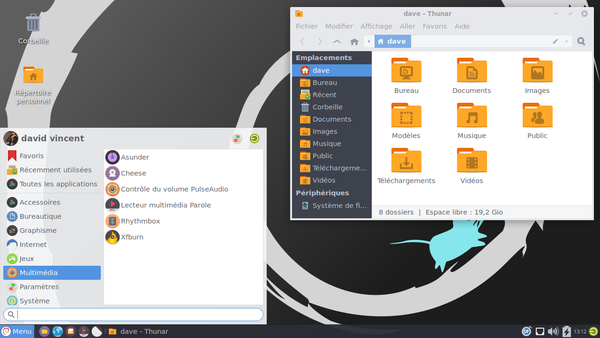 Corbeille
Répertoire
personnel
dave - Thunar
Fichier Modifier Affichage Aller Favoris Aide
dave
Emplacements
dave
Bureau
Récent
Corbeille
Documents
Images
Musique
Public
Téléchargeme...
Vidéos
Périphériques
Système de fi...
Bureau Documents Images
Modèles Musique Public
Téléchargements Vidéos
8 dossiers | Espace libre : 19,2 Gio
david vincent
Favoris
Récemment utilisées
Toutes les applications
Accessoires
Bureautique
Graphisme
Internet
Jeux
Multimédia
Paramètres
Système
Asunder
Cheese
Contrôle du volume PulseAudio
Lecteur multimédia Parole
Rhythmbox
Xfburn
Menu
dave - Thunar
13:12